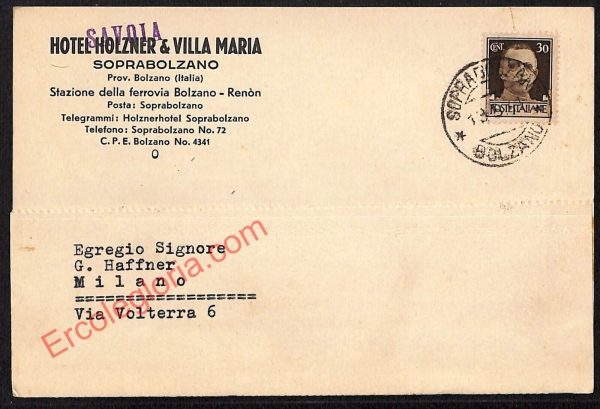 SAVOIA
HOTEL HOLZNER & VILLA MARIA
SOPRABOLZANO
Prov. Bolzano (Italia)
Stazione della ferrovia Bolzano - Renòn
Posta: Soprabolzano
Telegrammi: Holznerhotel Soprabolzano
Telefono: Soprabolzano No. 72
C. P. E. Bolzano No. 4341
O
CENT. 30
POSTE ITALIANE
BOLZANO
Egregio Signore
G. Haffner
Milano
==================
Via Volterra 6
Ercolegloria.com